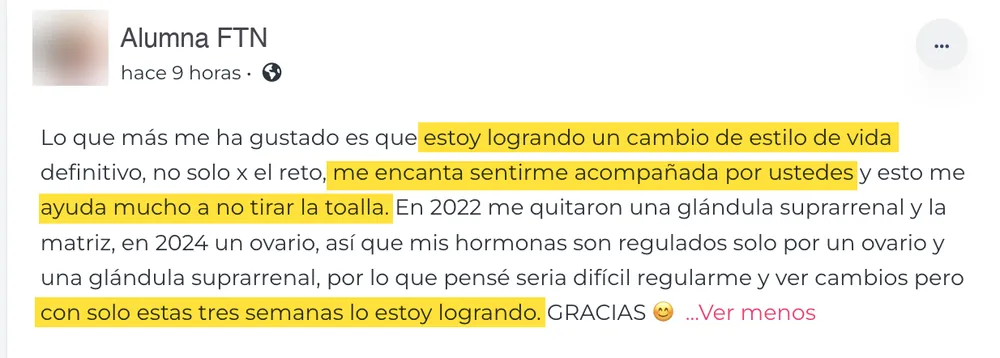 Alumna FTN
hace 9 horas ·
...
Lo que más me ha gustado es que estoy logrando un cambio de estilo de vida
definitivo, no solo x el reto, me encanta sentirme acompañada por ustedes y esto me
ayuda mucho a no tirar la toalla. En 2022 me quitaron una glándula suprarrenal y la
matriz, en 2024 un ovario, así que mis hormonas son regulados solo por un ovario y
una glándula suprarrenal, por lo que pensé seria difícil regularme y ver cambios pero
con solo estas tres semanas lo estoy logrando. GRACIAS 😊 ...Ver menos